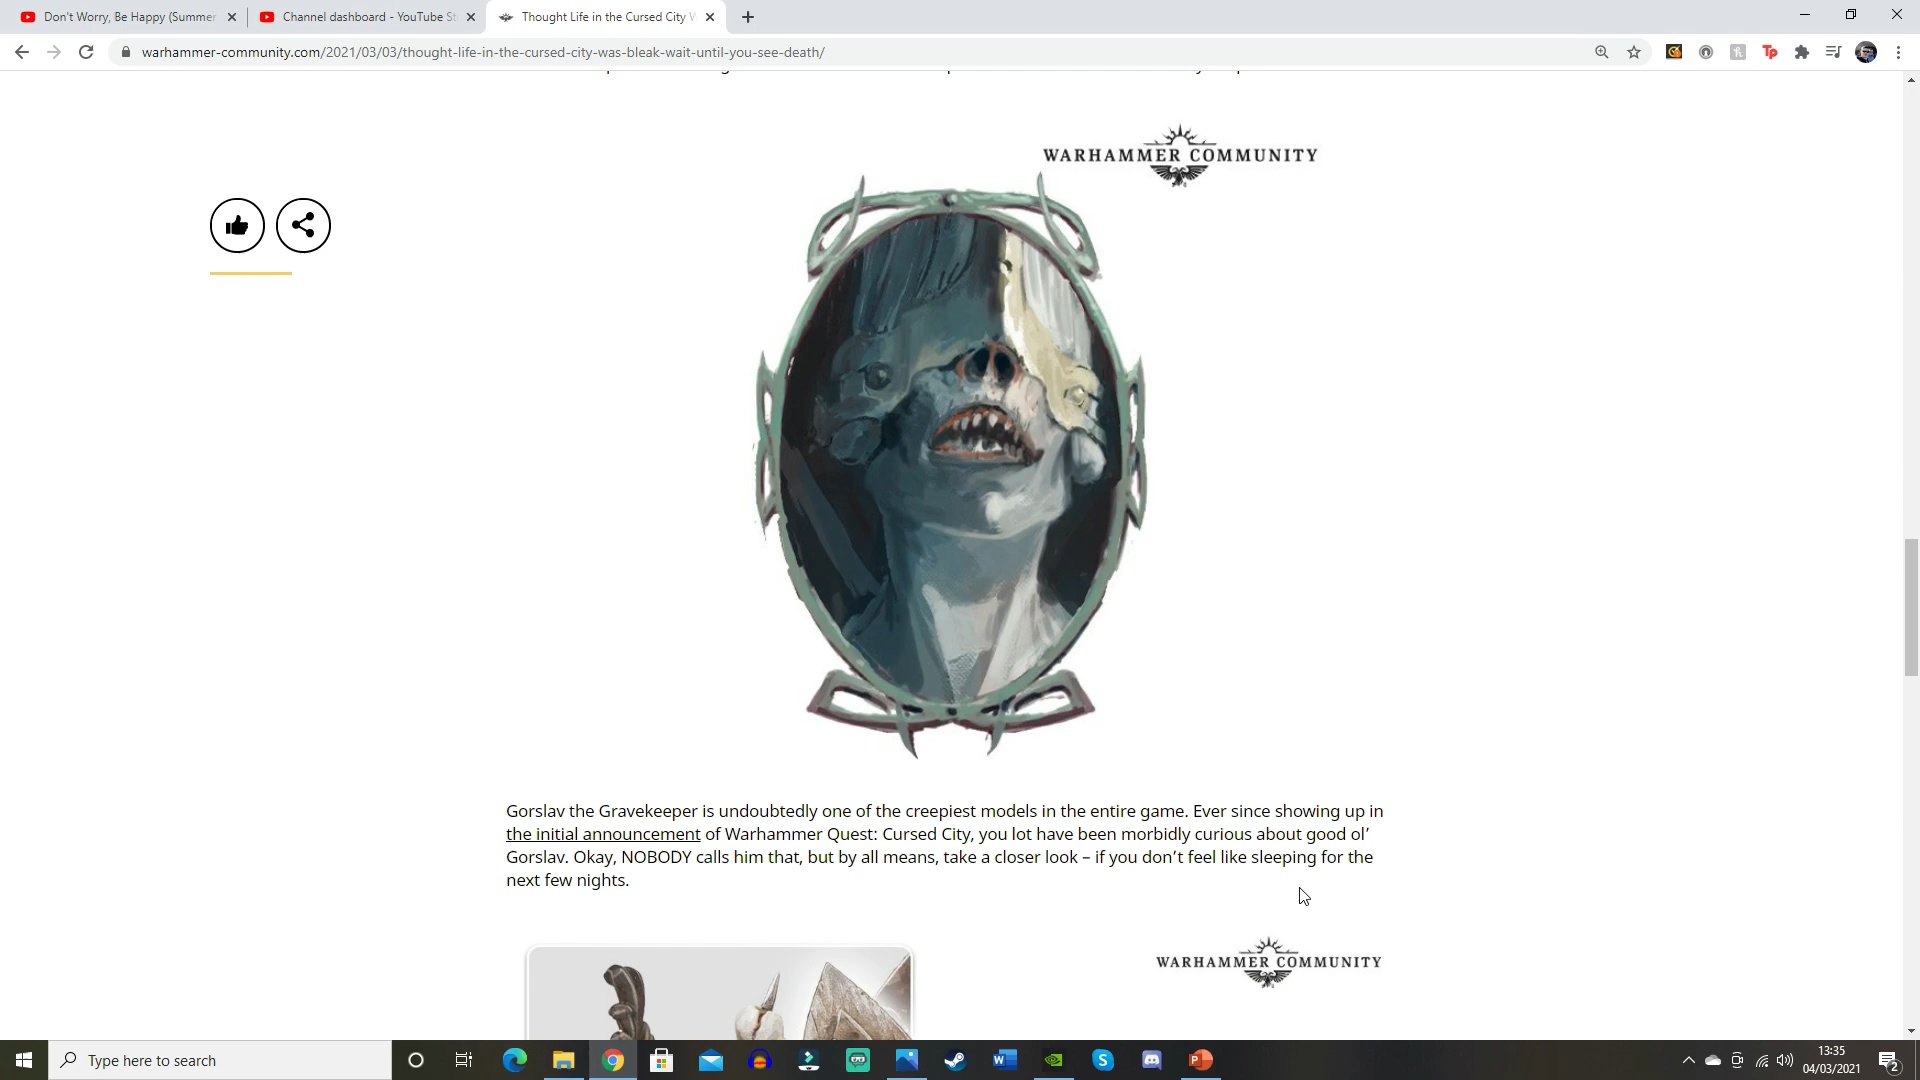 Don't Worry, Be Happy (Summer
Channel dashboard - YouTube St
Thought Life in the Cursed City W
warhammer-community.com/2021/03/03/thought-life-in-the-cursed-city-was-bleak-wait-until-you-see-death/
WARHAMMER COMMUNITY
Gorslav the Gravekeeper is undoubtedly one of the creepiest models in the entire game. Ever since showing up in
the initial announcement of Warhammer Quest: Cursed City, you lot have been morbidly curious about good ol’
Gorslav. Okay, NOBODY calls him that, but by all means, take a closer look – if you don’t feel like sleeping for the
next few nights.
WARHAMMER COMMUNITY
Type here to search
13:35
04/03/2021
2